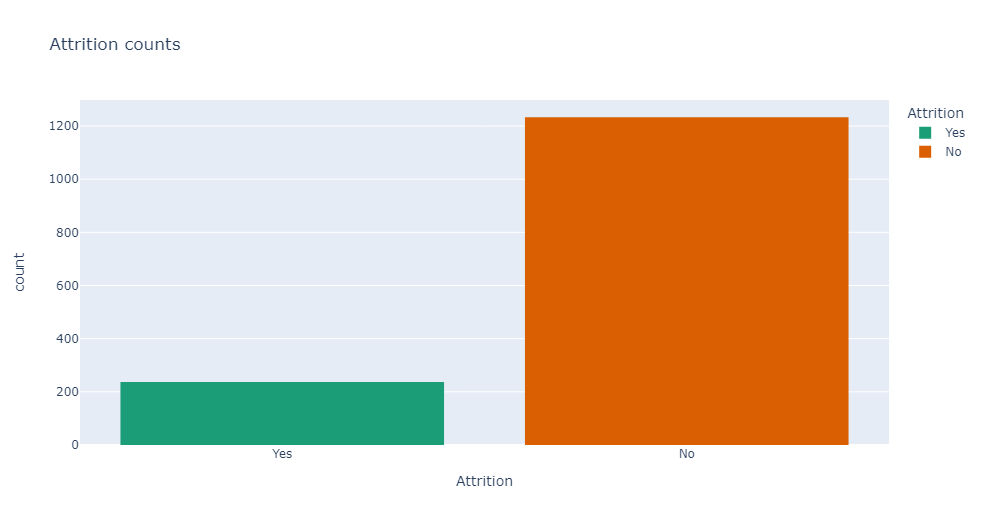 Attrition counts
Attrition
Yes
No
1200
1000
800
600
400
200
0
count
Yes
No
Attrition